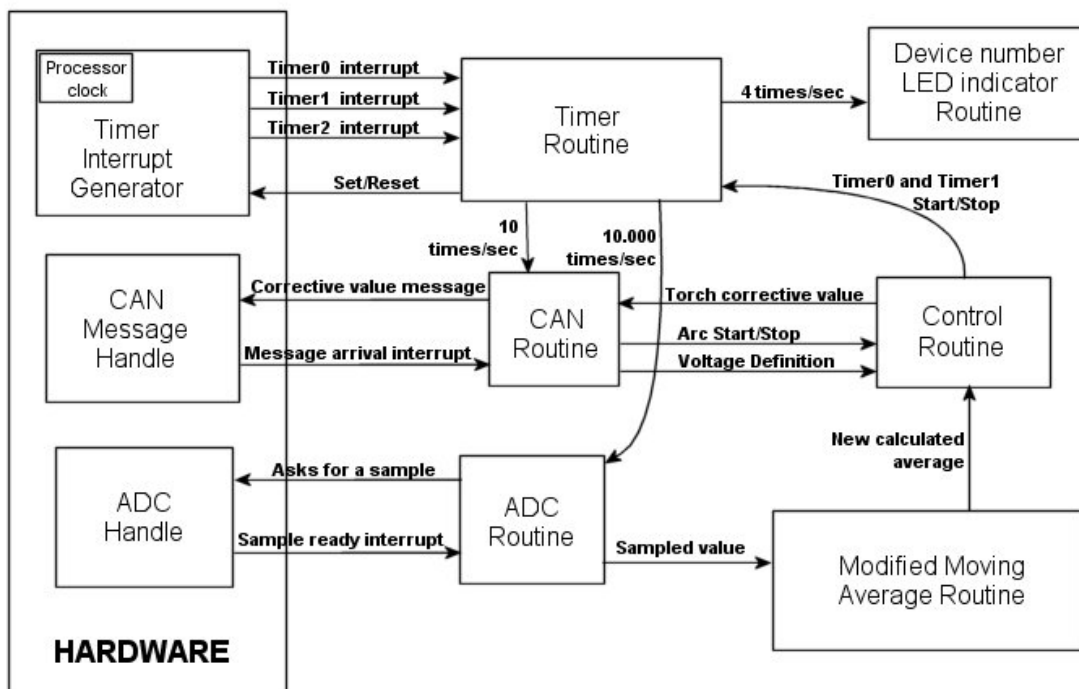 Processor
clock
Timer
Interrupt
Generator
Timer0 interrupt
Timer1 interrupt
Timer2 interrupt
Set/Reset
Timer
Routine
4 times/sec
Device number
LED indicator
Routine
Timer0 and Timer1
Start/Stop
10
times/sec
10.000
times/sec
CAN
Message
Handle
Corrective value message
Message arrival interrupt
CAN
Routine
Torch corrective value
Arc Start/Stop
Voltage Definition
Control
Routine
New calculated
average
ADC
Handle
Asks for a sample
Sample ready interrupt
ADC
Routine
Sampled value
Modified Moving
Average Routine
HARDWARE